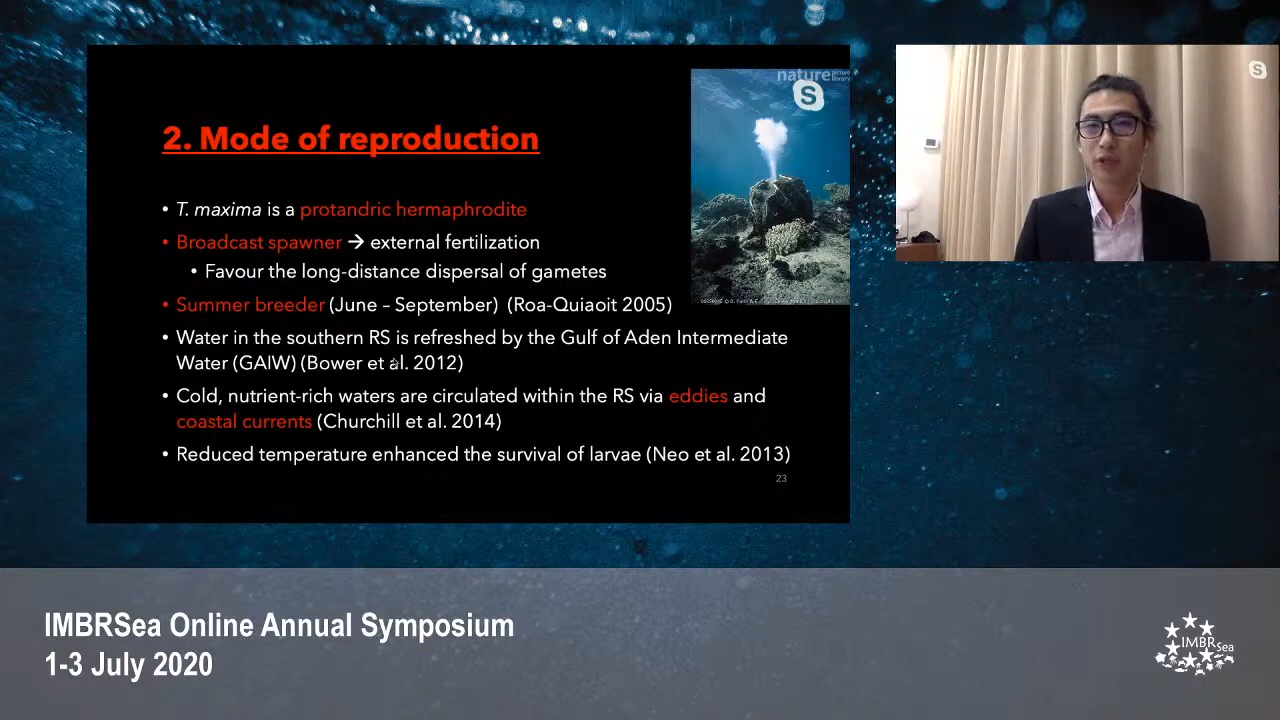 nature picture library
S
S
2. Mode of reproduction
• T. maxima is a protandric hermaphrodite
• Broadcast spawner → external fertilization
• Favour the long-distance dispersal of gametes
• Summer breeder (June – September) (Roa-Quiaoit 2005)
• Water in the southern RS is refreshed by the Gulf of Aden Intermediate
Water (GAIW) (Bower et al. 2012)
• Cold, nutrient-rich waters are circulated within the RS via eddies and
coastal currents (Churchill et al. 2014)
• Reduced temperature enhanced the survival of larvae (Neo et al. 2013)
23
IMBRSea Online Annual Symposium
1-3 July 2020
IMBRSea